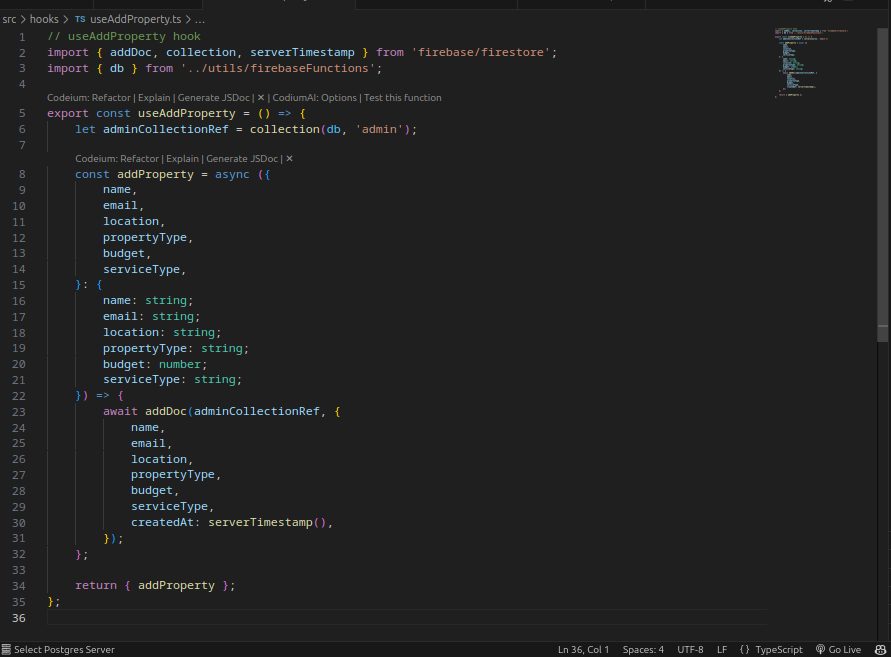 src > hooks > TS useAddProperty.ts > ...
1 // useAddProperty hook
2 import { addDoc, collection, serverTimestamp } from 'firebase/firestore';
3 import { db } from '../utils/firebaseFunctions';
4
Codeium: Refactor | Explain | Generate JSDoc | ✕ | CodiumAI: Options | Test this function
5 export const useAddProperty = () => {
6     let adminCollectionRef = collection(db, 'admin');
7
Codeium: Refactor | Explain | Generate JSDoc | ✕
8     const addProperty = async ({
9         name,
10         email,
11         location,
12         propertyType,
13         budget,
14         serviceType,
15     }: {
16         name: string;
17         email: string;
18         location: string;
19         propertyType: string;
20         budget: number;
21         serviceType: string;
22     }) => {
23         await addDoc(adminCollectionRef, {
24             name,
25             email,
26             location,
27             propertyType,
28             budget,
29             serviceType,
30             createdAt: serverTimestamp(),
31         });
32     };
33
34     return { addProperty };
35 };
36
Select Postgres Server Ln 36, Col 1 Spaces: 4 UTF-8 LF {} TypeScript Go Live